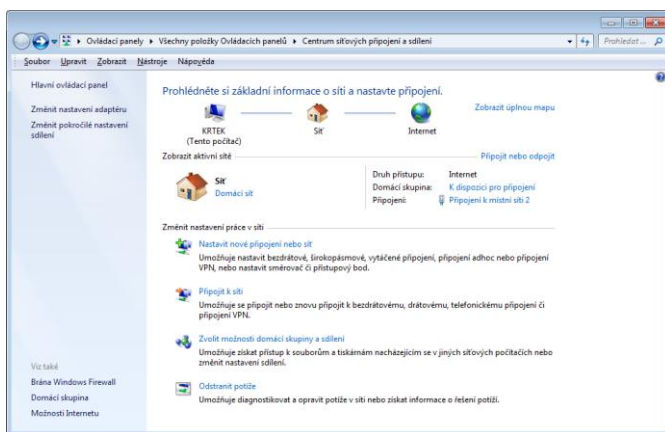 Ovládací panely ▸ Všechny položky Ovládacích panelů ▸ Centrum síťových připojení a sdílení
Prohledat ...
Soubor Upravit Zobrazit Nástroje Nápověda
Hlavní ovládací panel
Změnit nastavení adaptéru
Změnit pokročilé nastavení
sdílení
Viz také
Brána Windows Firewall
Domácí skupina
Možnosti Internetu
Prohlédněte si základní informace o síti a nastavte připojení.
Zobrazit úplnou mapu
KRTEK
(Tento počítač)
Síť
Internet
Zobrazit aktivní sítě
Připojit nebo odpojit
Síť
Domácí síť
Druh přístupu: Internet
Domácí skupina: K dispozici pro připojení
Připojení: Připojení k místní síti 2
Změnit nastavení práce v síti
Nastavit nové připojení nebo síť
Umožňuje nastavit bezdrátové, širokopásmové, vytáčené připojení, připojení adhoc nebo připojení
VPN, nebo nastavit směrovač či přístupový bod.
Připojit k síti
Umožňuje se připojit nebo znovu připojit k bezdrátovému, drátovému, telefonickému připojení či
připojení VPN.
Zvolit možnosti domácí skupiny a sdílení
Umožňuje získat přístup k souborům a tiskárnám nacházejícím se v jiných síťových počítačích nebo
změnit nastavení sdílení.
Odstranit potíže
Umožňuje diagnostikovat a opravit potíže v síti nebo získat informace o řešení potíží.